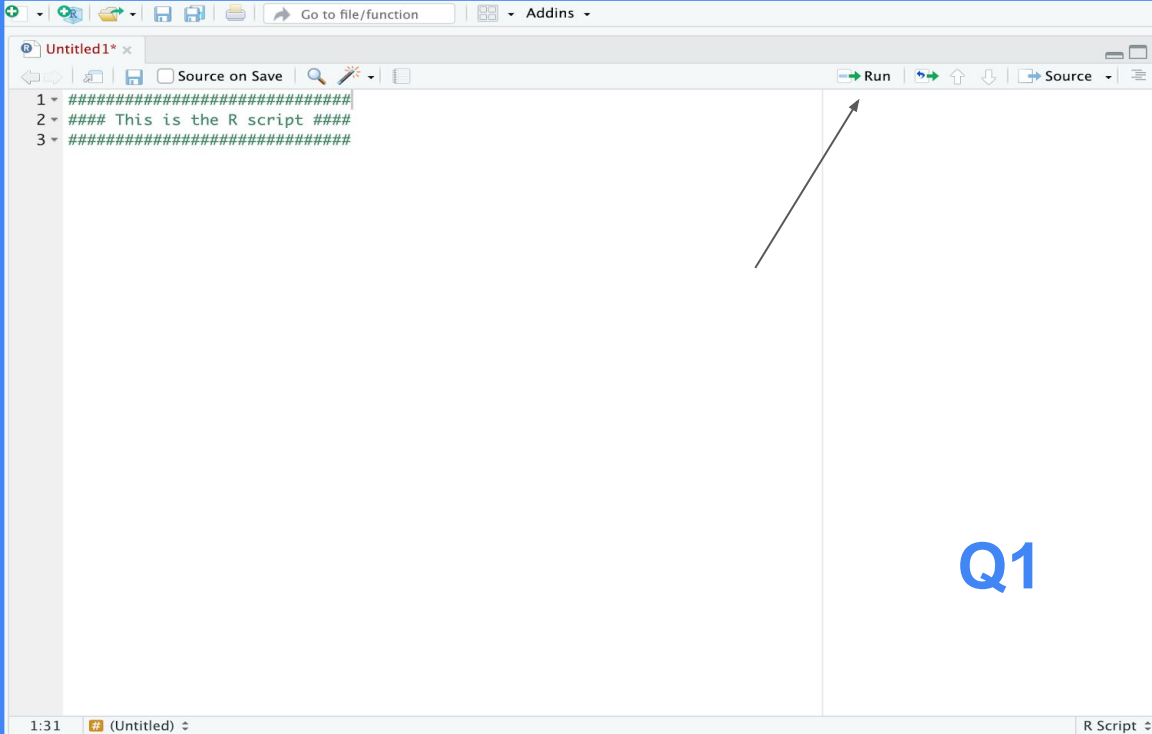 Go to file/function Addins
Untitled1*
Source on Save Run Source
1 ##############################
2 #### This is the R script ####
3 ##############################
Q1
1:31 # (Untitled) R Script